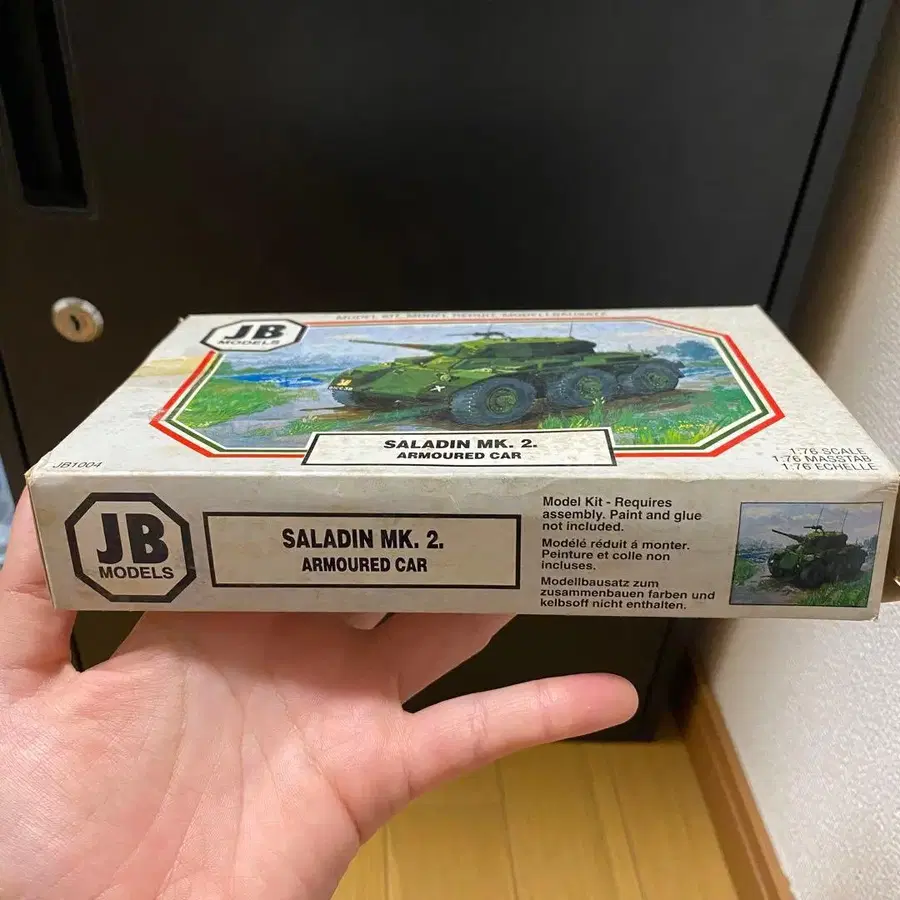 MODEL KIT, MODEL REDUIT, MODELLBAUSATZ
JB
MODELS
SALADIN MK. 2.
ARMOURED CAR
JB1004
1:76 SCALE
1:76 MASSTAB
1:76 ECHELLE
JB
MODELS
SALADIN MK. 2.
ARMOURED CAR
Model Kit - Requires
assembly. Paint and glue
not included.
Modélé réduit á monter.
Peinture et colle non
incluses.
Modellbausatz zum
zusammenbauen farben und
kelbsoff nicht enthalten.